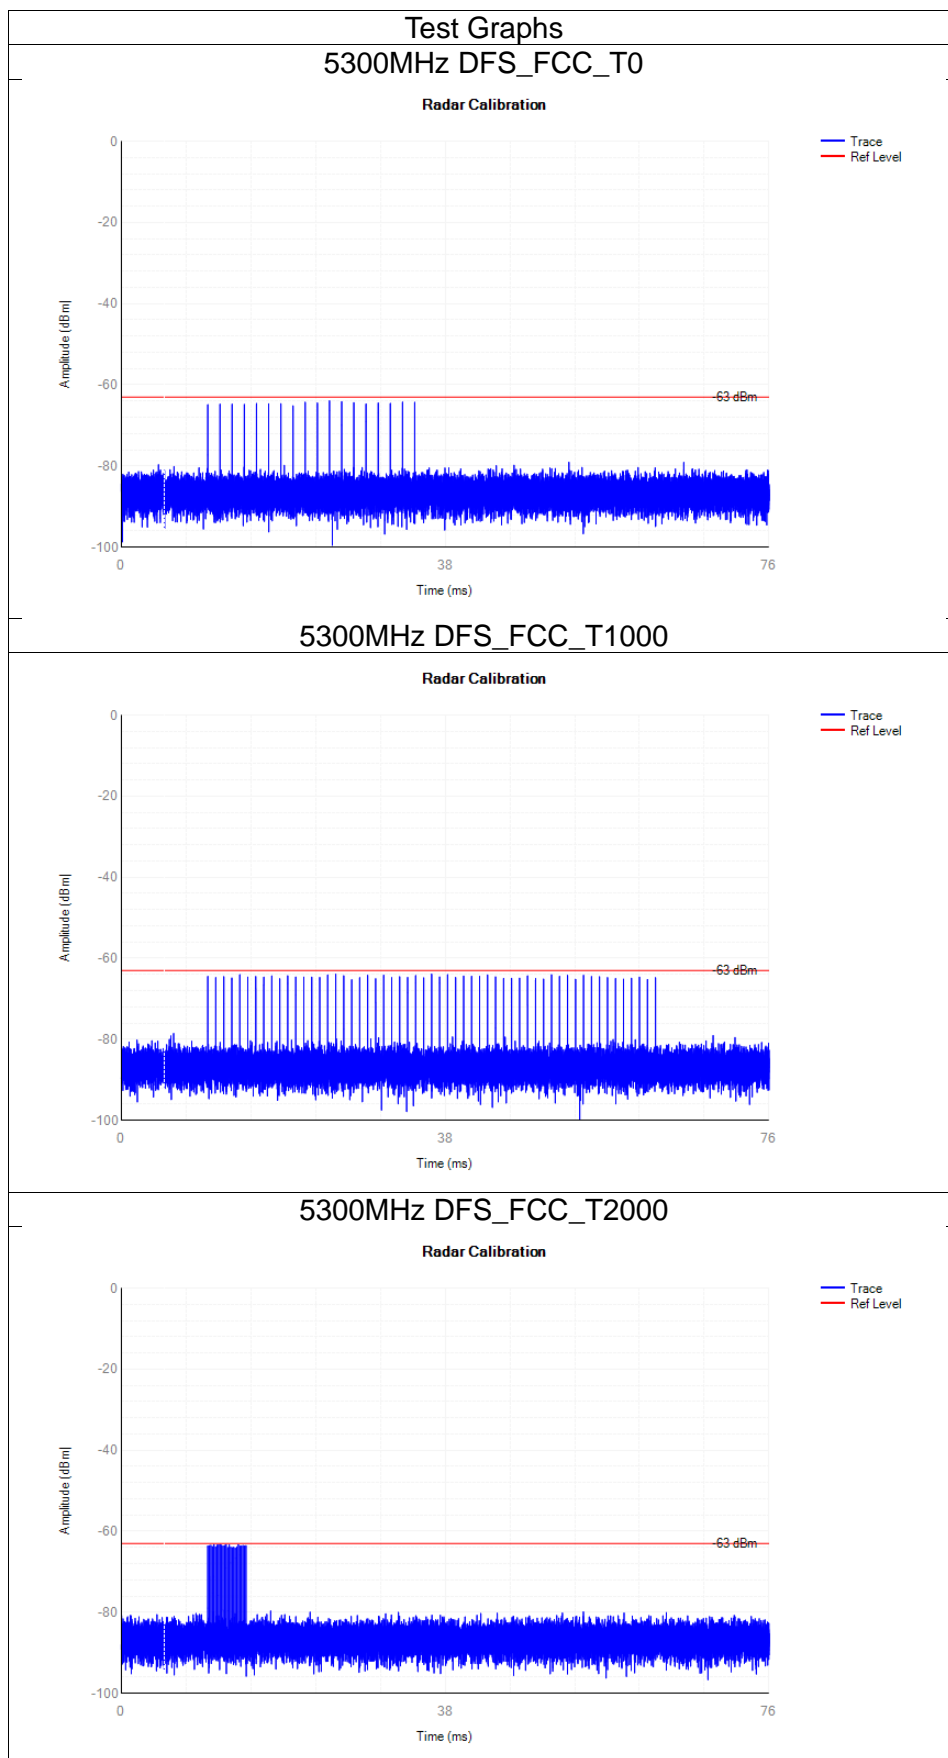 Test Graphs
5300MHz DFS_FCC_T0
Radar Calibration
Trace
Ref Level
0
-20
-40
-60
-80
-100
Amplitude [dBm]
-63 dBm
0
38
76
Time (ms)
5300MHz DFS_FCC_T1000
Radar Calibration
Trace
Ref Level
0
-20
-40
-60
-80
-100
Amplitude [dBm]
-63 dBm
0
38
76
Time (ms)
5300MHz DFS_FCC_T2000
Radar Calibration
Trace
Ref Level
0
-20
-40
-60
-80
-100
Amplitude [dBm]
-63 dBm
0
38
76
Time (ms)